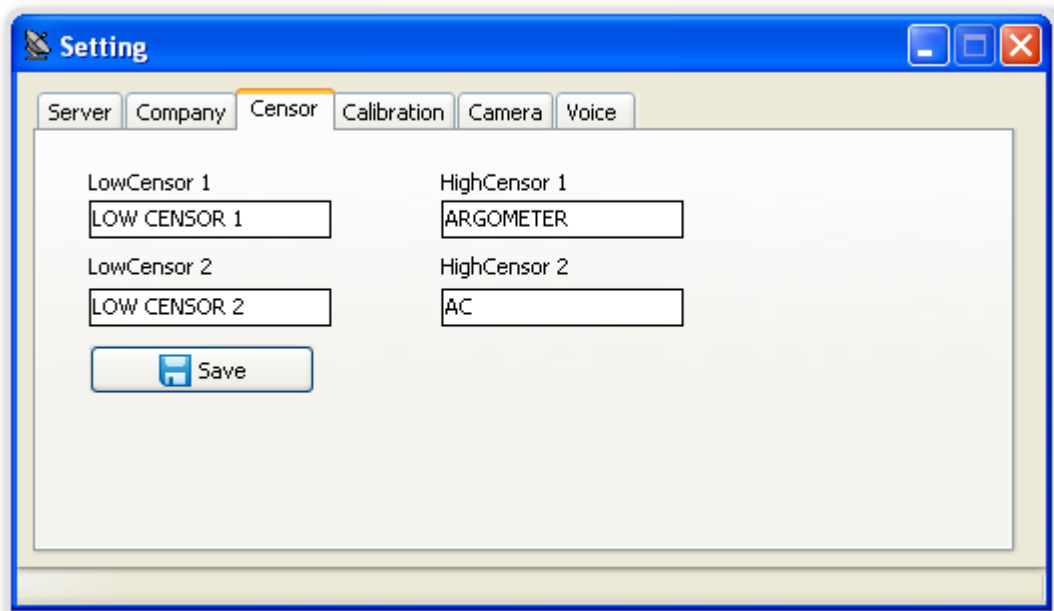 Setting
Server Company Censor Calibration Camera Voice
LowCensor 1 HighCensor 1
LOW CENSOR 1 ARGOMETER
LowCensor 2 HighCensor 2
LOW CENSOR 2 AC
Save